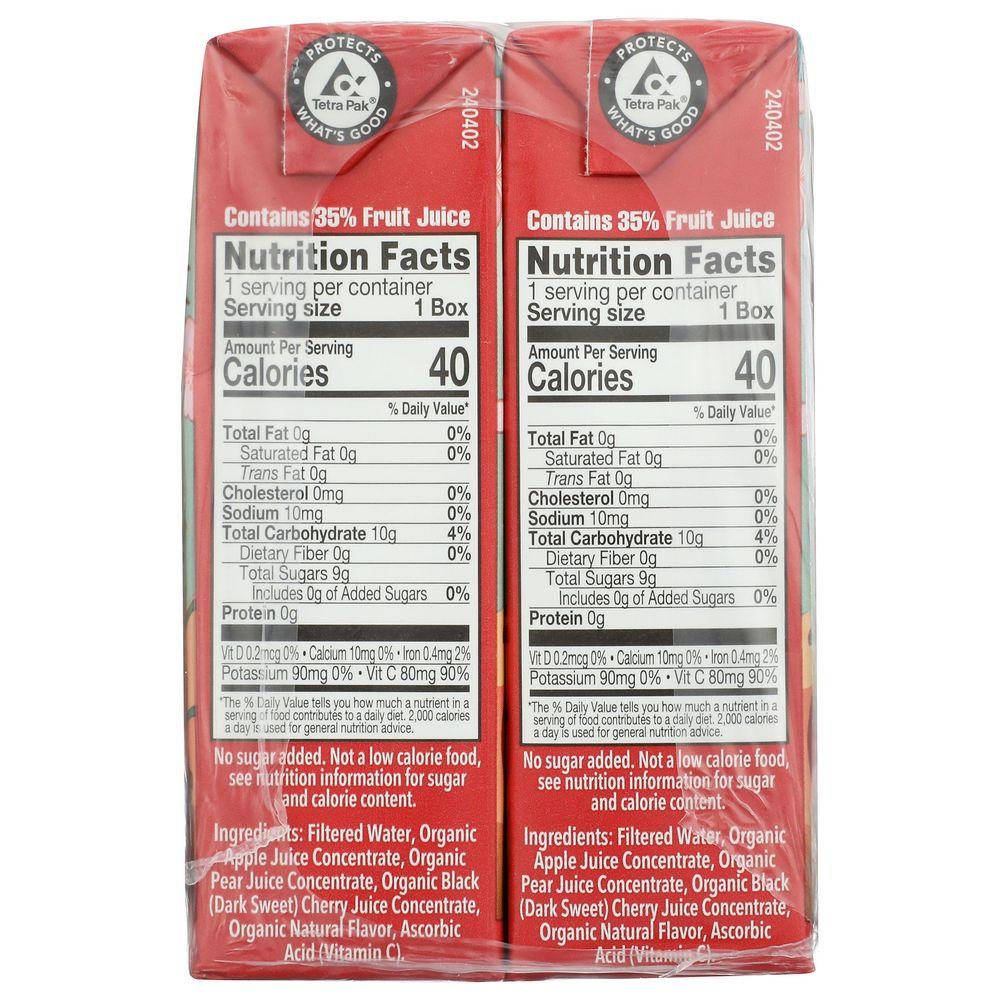 PROTECTS
Tetra Pak®
WHAT'S GOOD
240402
Contains 35% Fruit Juice
Nutrition Facts
1 serving per container
Serving size 1 Box
Amount Per Serving
Calories 40
% Daily Value*
Total Fat 0g 0%
Saturated Fat 0g 0%
Trans Fat 0g
Cholesterol 0mg 0%
Sodium 10mg 0%
Total Carbohydrate 10g 4%
Dietary Fiber 0g 0%
Total Sugars 9g
Includes 0g of Added Sugars 0%
Protein 0g
Vit D 0.2mcg 0% • Calcium 10mg 0% • Iron 0.4mg 2%
Potassium 90mg 0% • Vit C 80mg 90%
*The % Daily Value tells you how much a nutrient in a
serving of food contributes to a daily diet. 2,000 calories
a day is used for general nutrition advice.
No sugar added. Not a low calorie food,
see nutrition information for sugar
and calorie content.
Ingredients: Filtered Water, Organic
Apple Juice Concentrate, Organic
Pear Juice Concentrate, Organic Black
(Dark Sweet) Cherry Juice Concentrate,
Organic Natural Flavor, Ascorbic
Acid (Vitamin C).
PROTECTS
Tetra Pak®
WHAT'S GOOD
240402
Contains 35% Fruit Juice
Nutrition Facts
1 serving per container
Serving size 1 Box
Amount Per Serving
Calories 40
% Daily Value*
Total Fat 0g 0%
Saturated Fat 0g 0%
Trans Fat 0g
Cholesterol 0mg 0%
Sodium 10mg 0%
Total Carbohydrate 10g 4%
Dietary Fiber 0g 0%
Total Sugars 9g
Includes 0g of Added Sugars 0%
Protein 0g
Vit D 0.2mcg 0% • Calcium 10mg 0% • Iron 0.4mg 2%
Potassium 90mg 0% • Vit C 80mg 90%
*The % Daily Value tells you how much a nutrient in a
serving of food contributes to a daily diet. 2,000 calories
a day is used for general nutrition advice.
No sugar added. Not a low calorie food,
see nutrition information for sugar
and calorie content.
Ingredients: Filtered Water, Organic
Apple Juice Concentrate, Organic
Pear Juice Concentrate, Organic Black
(Dark Sweet) Cherry Juice Concentrate,
Organic Natural Flavor, Ascorbic
Acid (Vitamin C).